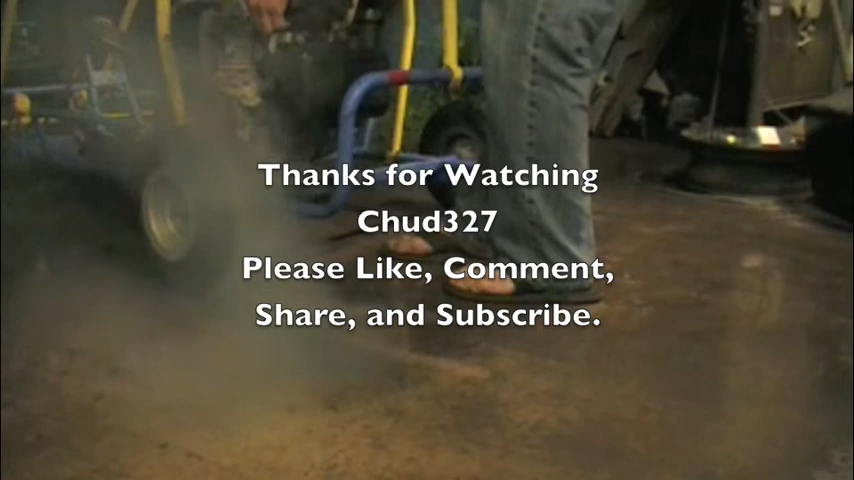 Thanks for Watching
Chud327
Please Like, Comment,
Share, and Subscribe.